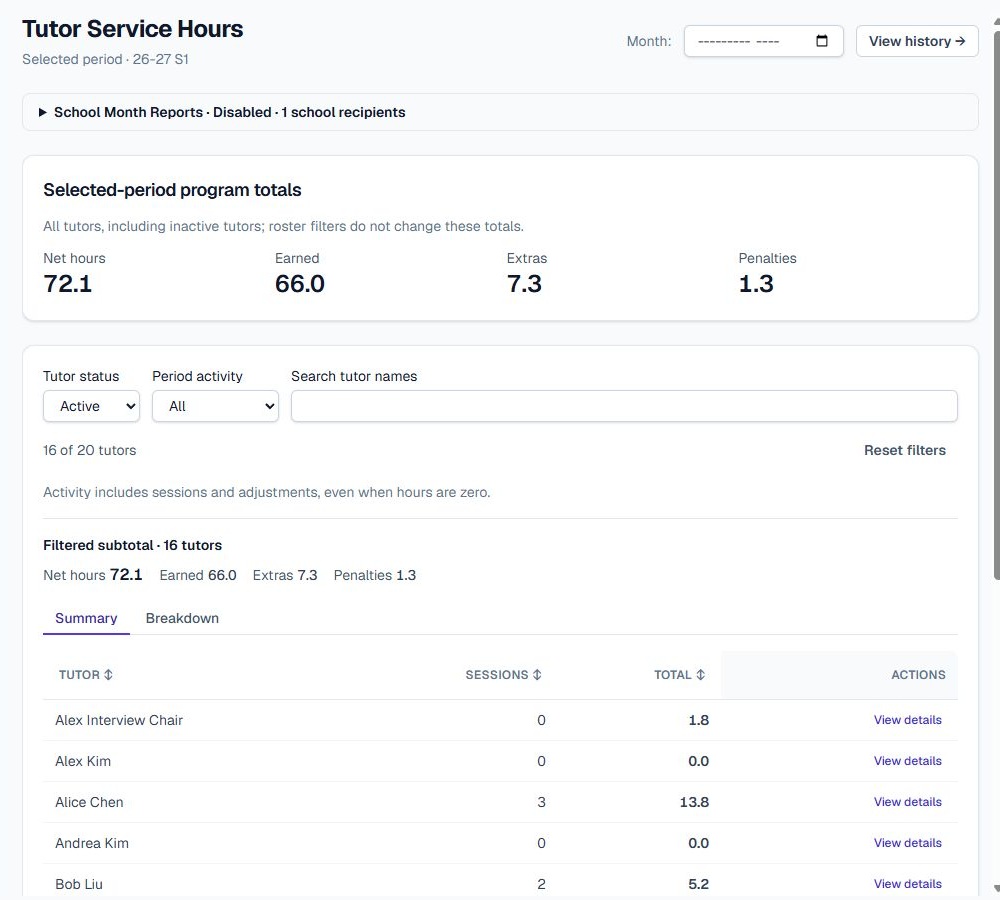 Tutor Service Hours
Selected period · 26-27 S1
Month: --------- ----
View history →
▶ School Month Reports · Disabled · 1 school recipients
Selected-period program totals
All tutors, including inactive tutors; roster filters do not change these totals.
Net hours Earned Extras Penalties
72.1 66.0 7.3 1.3
Tutor status Period activity Search tutor names
Active All
16 of 20 tutors Reset filters
Activity includes sessions and adjustments, even when hours are zero.
Filtered subtotal · 16 tutors
Net hours 72.1 Earned 66.0 Extras 7.3 Penalties 1.3
Summary Breakdown
TUTOR ↕ SESSIONS ↕ TOTAL ↕ ACTIONS
Alex Interview Chair 0 1.8 View details
Alex Kim 0 0.0 View details
Alice Chen 3 13.8 View details
Andrea Kim 0 0.0 View details
Bob Liu 2 5.2 View details